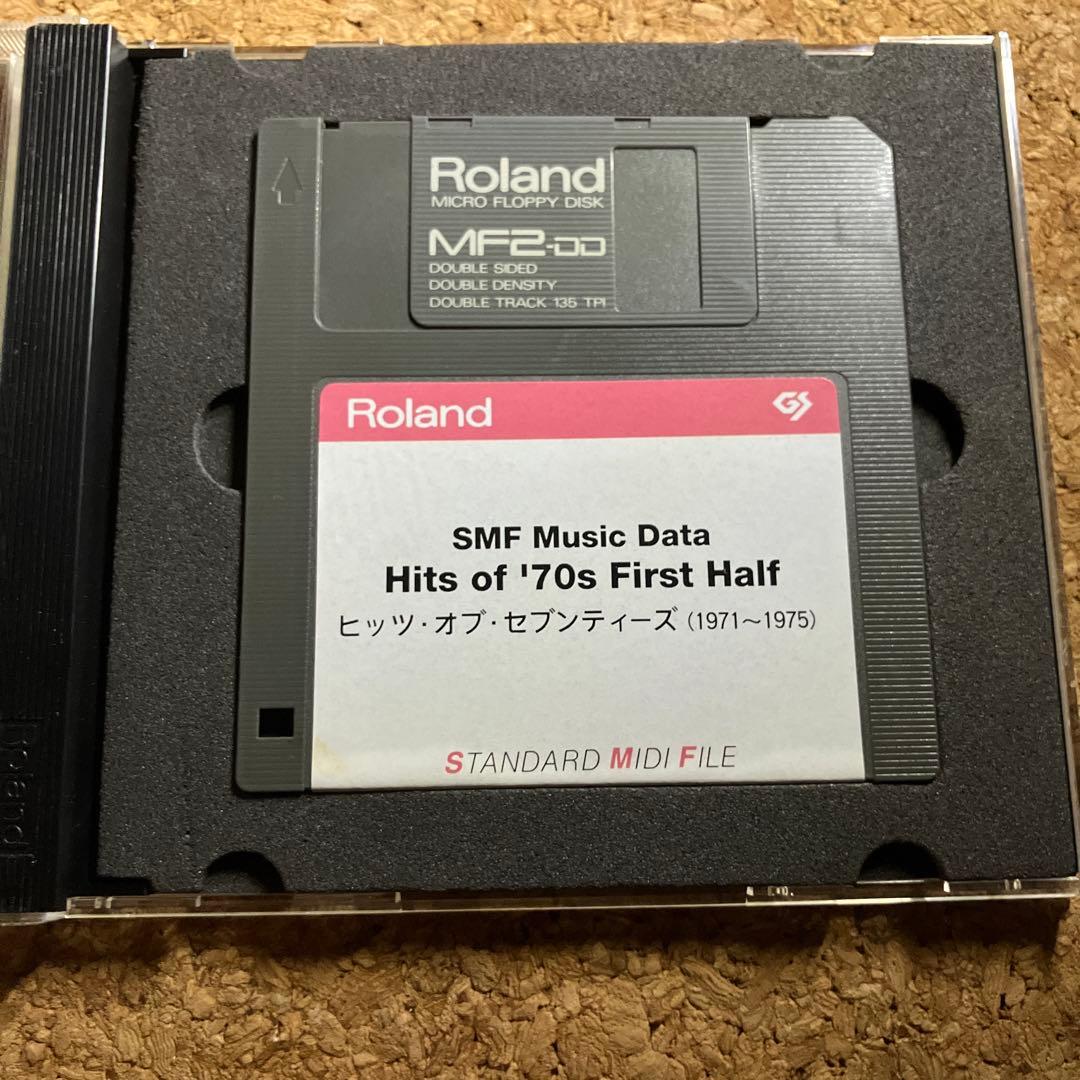 Roland
MICRO FLOPPY DISK
MF2-DD
DOUBLE SIDED
DOUBLE DENSITY
DOUBLE TRACK 135 TPI
Roland
GS
SMF Music Data
Hits of '70s First Half
ヒッツ・オブ・セブンティーズ (1971～1975)
STANDARD MIDI FILE
Roland